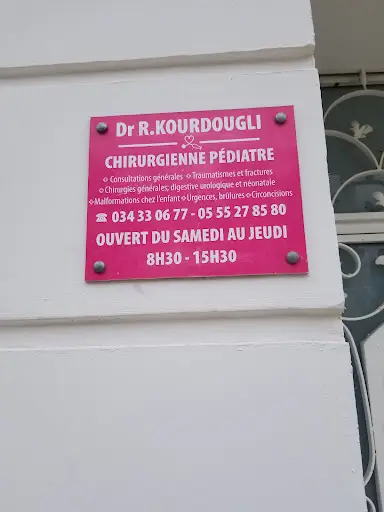 Dr R.KOURDOUGLI
CHIRURGIENNE PÉDIATRE
Consultations générales Traumatismes et fractures
Chirurgies générales; digestive urologique et néonatale
Malformations chez l'enfant Urgences, brûlures Circoncisions
☎ 034 33 06 77 - 05 55 27 85 80
OUVERT DU SAMEDI AU JEUDI
8H30 - 15H30